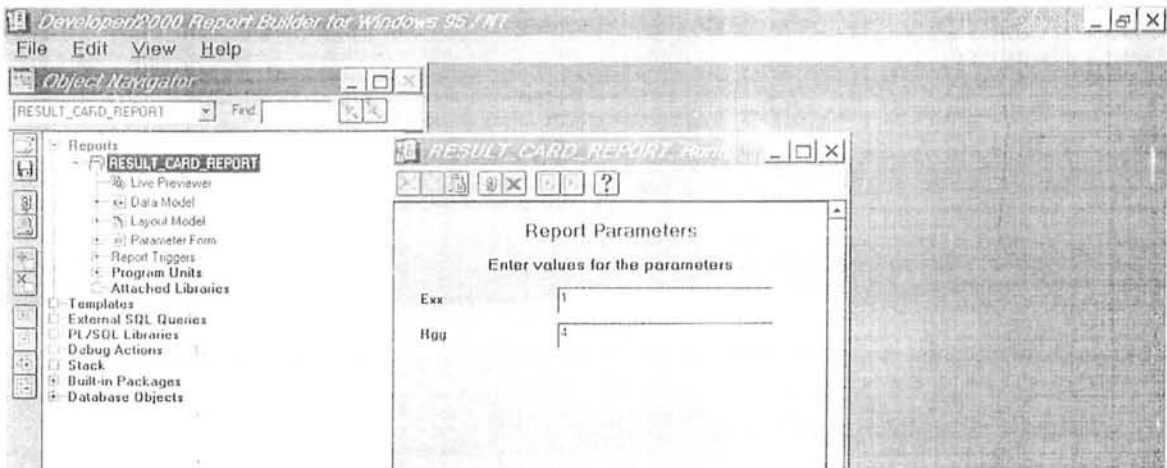 Developer/2000 Report Builder for Windows 95 / NT
File Edit View Help
Object Navigator
RESULT_CARD_REPORT Find
Reports
RESULT_CARD_REPORT
Live Previewer
Data Model
Layout Model
Parameter Form
Report Triggers
Program Units
Attached Libraries
Templates
External SQL Queries
PL/SQL Libraries
Debug Actions
Stack
Built-in Packages
Database Objects
RESULT_CARD_REPORT
Report Parameters
Enter values for the parameters
Exx 1
4